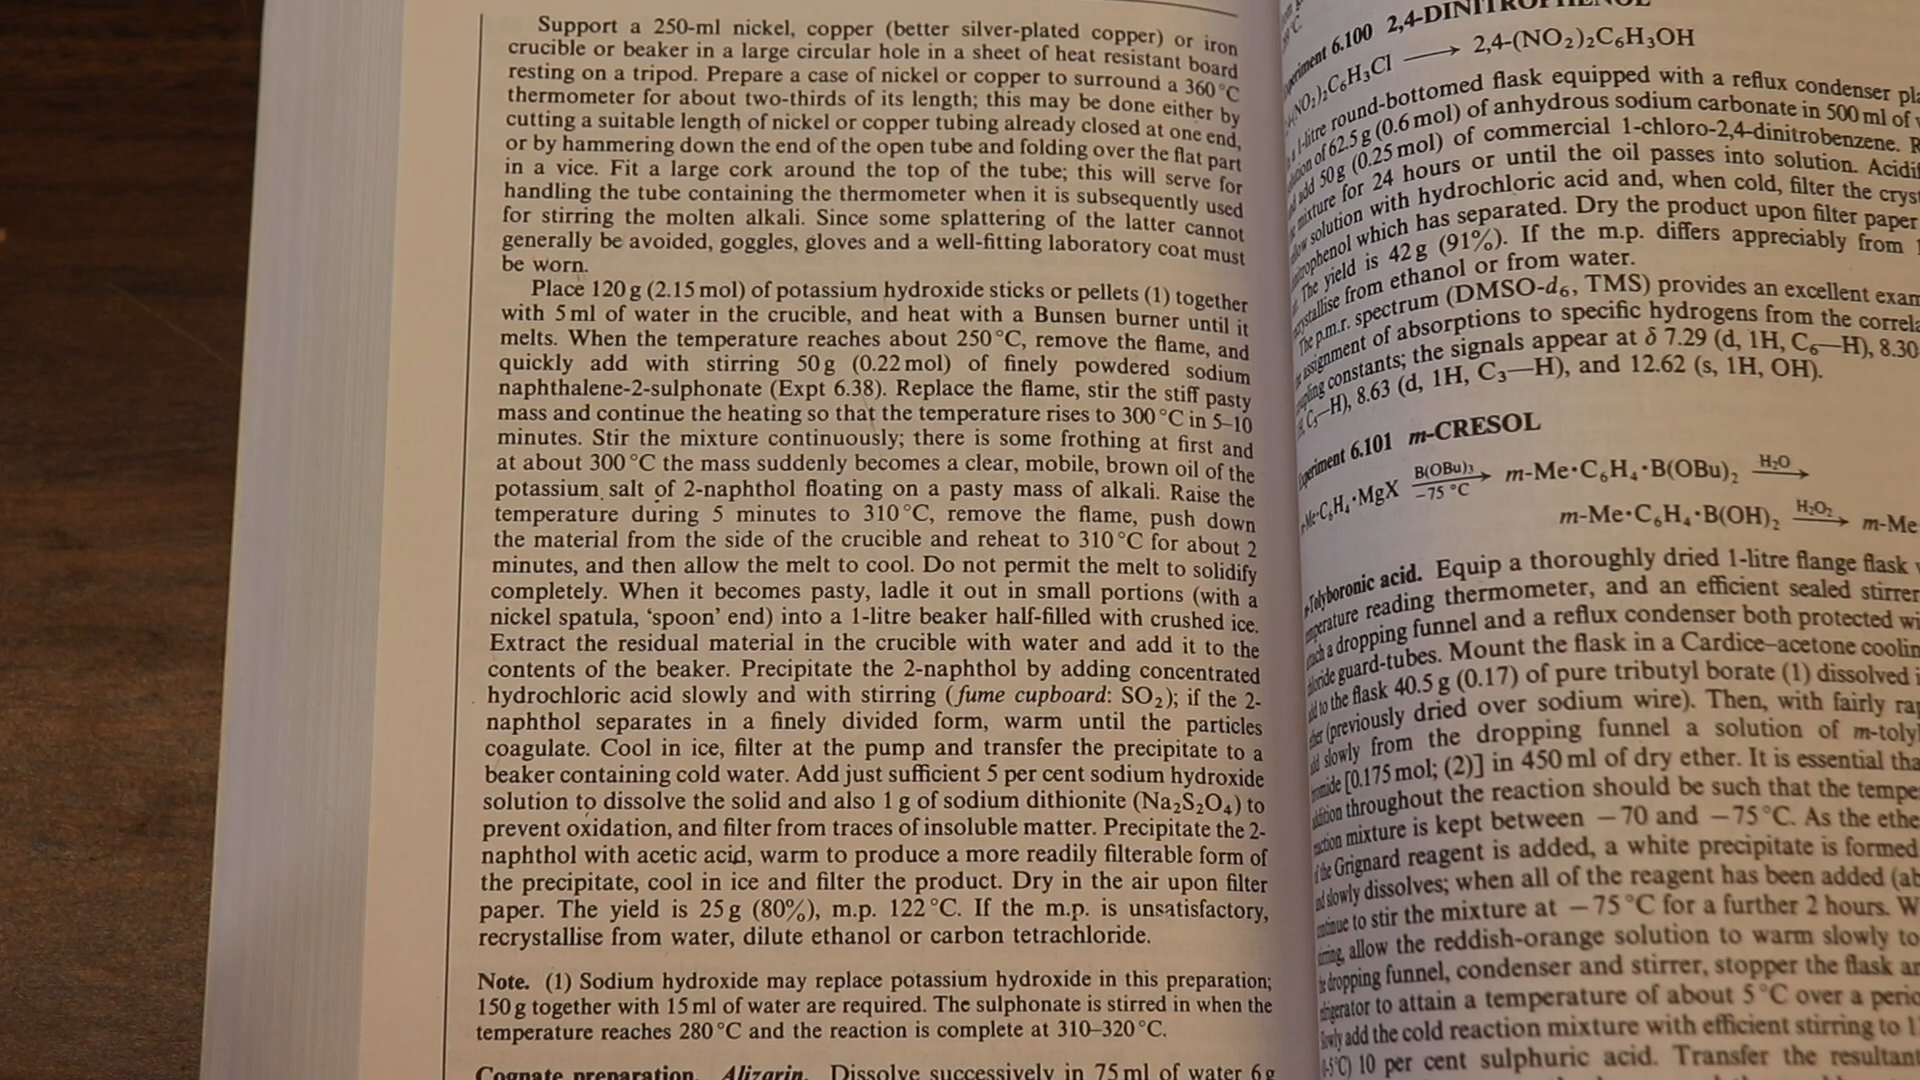 Support a 250-ml nickel, copper (better silver-plated copper) or iron
crucible or beaker in a large circular hole in a sheet of heat resistant board
resting on a tripod. Prepare a case of nickel or copper to surround a 360 °C
thermometer for about two-thirds of its length; this may be done either by
cutting a suitable length of nickel or copper tubing already closed at one end,
or by hammering down the end of the open tube and folding over the flat part
in a vice. Fit a large cork around the top of the tube; this will serve for
handling the tube containing the thermometer when it is subsequently used
for stirring the molten alkali. Since some splattering of the latter cannot
generally be avoided, goggles, gloves and a well-fitting laboratory coat must
be worn.
Place 120 g (2.15 mol) of potassium hydroxide sticks or pellets (1) together
with 5 ml of water in the crucible, and heat with a Bunsen burner until it
melts. When the temperature reaches about 250 °C, remove the flame, and
quickly add with stirring 50 g (0.22 mol) of finely powdered sodium
naphthalene-2-sulphonate (Expt 6.38). Replace the flame, stir the stiff pasty
mass and continue the heating so that the temperature rises to 300 °C in 5–10
minutes. Stir the mixture continuously; there is some frothing at first and
at about 300 °C the mass suddenly becomes a clear, mobile, brown oil of the
potassium salt of 2-naphthol floating on a pasty mass of alkali. Raise the
temperature during 5 minutes to 310 °C, remove the flame, push down
the material from the side of the crucible and reheat to 310 °C for about 2
minutes, and then allow the melt to cool. Do not permit the melt to solidify
completely. When it becomes pasty, ladle it out in small portions (with a
nickel spatula, ‘spoon’ end) into a 1-litre beaker half-filled with crushed ice.
Extract the residual material in the crucible with water and add it to the
contents of the beaker. Precipitate the 2-naphthol by adding concentrated
hydrochloric acid slowly and with stirring (fume cupboard: SO₂); if the 2-
naphthol separates in a finely divided form, warm until the particles
coagulate. Cool in ice, filter at the pump and transfer the precipitate to a
beaker containing cold water. Add just sufficient 5 per cent sodium hydroxide
solution to dissolve the solid and also 1 g of sodium dithionite (Na₂S₂O₄) to
prevent oxidation, and filter from traces of insoluble matter. Precipitate the 2-
naphthol with acetic acid, warm to produce a more readily filterable form of
the precipitate, cool in ice and filter the product. Dry in the air upon filter
paper. The yield is 25 g (80%), m.p. 122 °C. If the m.p. is unsatisfactory,
recrystallise from water, dilute ethanol or carbon tetrachloride.
Note. (1) Sodium hydroxide may replace potassium hydroxide in this preparation;
150 g together with 15 ml of water are required. The sulphonate is stirred in when the
temperature reaches 280 °C and the reaction is complete at 310–320 °C.
Cognate preparation. Alizarin. Dissolve successively in 75 ml of water 6 g
6.100 2,4-DINITROPHENOL
⟶ 2,4-(NO₂)₂C₆H₃OH
round-bottomed flask equipped with a reflux condenser
of 62.5 g (0.6 mol) of anhydrous sodium carbonate in 500 ml of
add 50 g (0.25 mol) of commercial 1-chloro-2,4-dinitrobenzene.
mixture for 24 hours or until the oil passes into solution.
solution with hydrochloric acid and, when cold, filter the
which has separated. Dry the product upon filter paper
The yield is 42 g (91%). If the m.p. differs appreciably from
from ethanol or from water.
The p.m.r. spectrum (DMSO-d₆, TMS) provides an excellent
assignment of absorptions to specific hydrogens from the
constants; the signals appear at δ 7.29 (d, 1H, C₆—H), 8.30
C₅—H), 8.63 (d, 1H, C₃—H), and 12.62 (s, 1H, OH).
6.101 m-CRESOL
B(OBu)₃ −75 °C m-Me·C₆H₄·B(OBu)₂ H₂O ⟶
m-Me·C₆H₄·B(OH)₂ H₂O₂ ⟶ m-Me
acid. Equip a thoroughly dried 1-litre flange flask
reading thermometer, and an efficient sealed stirrer
a dropping funnel and a reflux condenser both protected
guard-tubes. Mount the flask in a Cardice–acetone
to the flask 40.5 g (0.17) of pure tributyl borate (1) dissolved
(previously dried over sodium wire). Then, with fairly
slowly from the dropping funnel a solution of
[0.175 mol; (2)] in 450 ml of dry ether. It is essential
throughout the reaction should be such that the
mixture is kept between −70 and −75 °C. As the
the Grignard reagent is added, a white precipitate is formed
slowly dissolves; when all of the reagent has been added
to stir the mixture at −75 °C for a further 2 hours.
allow the reddish-orange solution to warm slowly to
dropping funnel, condenser and stirrer, stopper the flask
to attain a temperature of about 5 °C over a
add the cold reaction mixture with efficient stirring to
10 per cent sulphuric acid. Transfer the